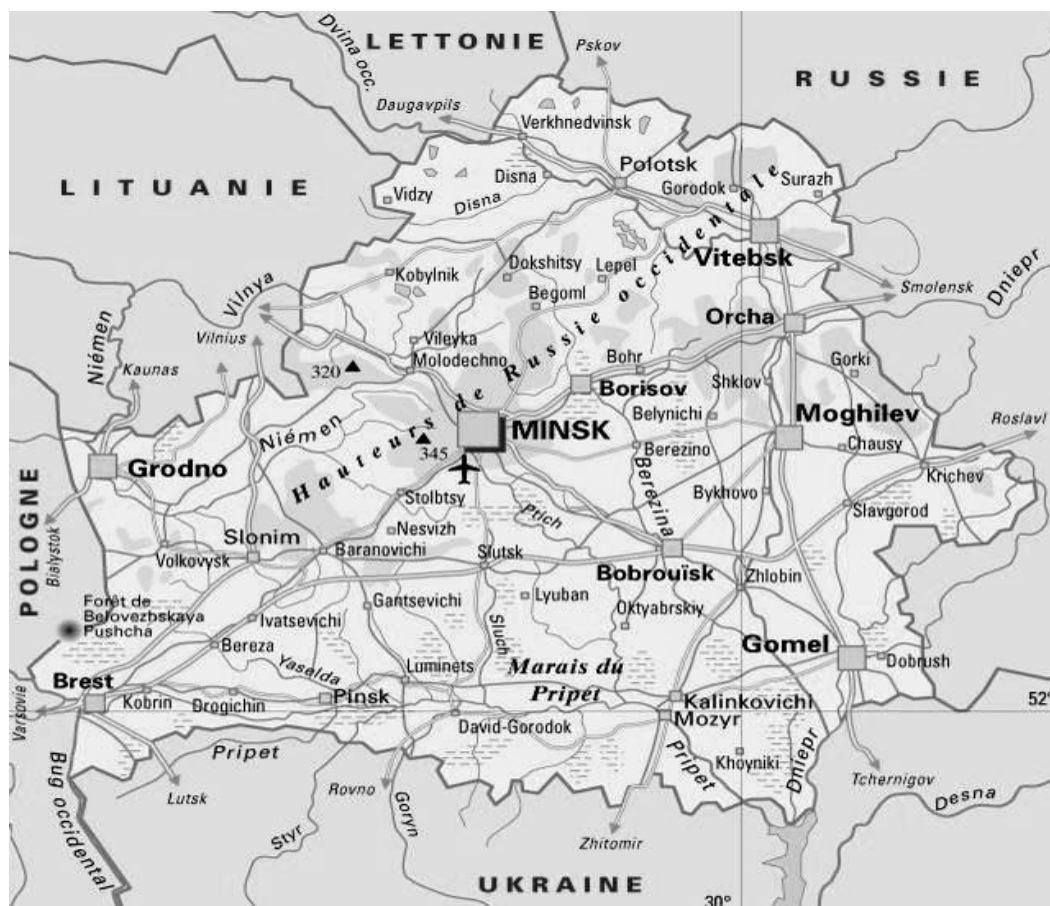 Dvina occ.
LETTONIE
Pskov
RUSSIE
Daugavpils
Verkhnedvinsk
LITUANIE
Disna
Polotsk
Gorodok
Surazh
Vidzy
Disna
Vitebsk
Kobylnik
Dokshitsy
Lepel
Begoml
Smolensk
Dniepr
Vilnya
Orcha
Niémen
Vilnius
Vileyka
Molodechno
Bohr
Gorki
Kaunas
320
Borisov
Shklov
Hauteurs de Russie occidentale
Niémen
MINSK
Belynichi
Moghilev
Roslavl
345
Berezino
Chausy
Grodno
Krichev
Stolbtsy
Berezina
Bykhovo
Slavgorod
POLOGNE
Bialystok
Nesvizh
Ptich
Slonim
Volkovysk
Baranovichi
Slutsk
Bobrouïsk
Zhlobin
Forêt de
Belovezhskaya
Pushcha
Gantsevichi
Lyuban
Oktyabrskiy
Ivatsevichi
Sluch
Gomel
Bereza
Yaselda
Luminets
Marais du
Pripet
Dobrush
Brest
Kobrin
Drogichin
Pinsk
Kalinkovichi
52°
Varsovie
David-Gorodok
Mozyr
Pripet
Pripet
Khoyniki
Dniepr
Bug occidental
Lutsk
Rovno
Goryn
Tchernigov
Desna
Styr
Zhitomir
UKRAINE
30°